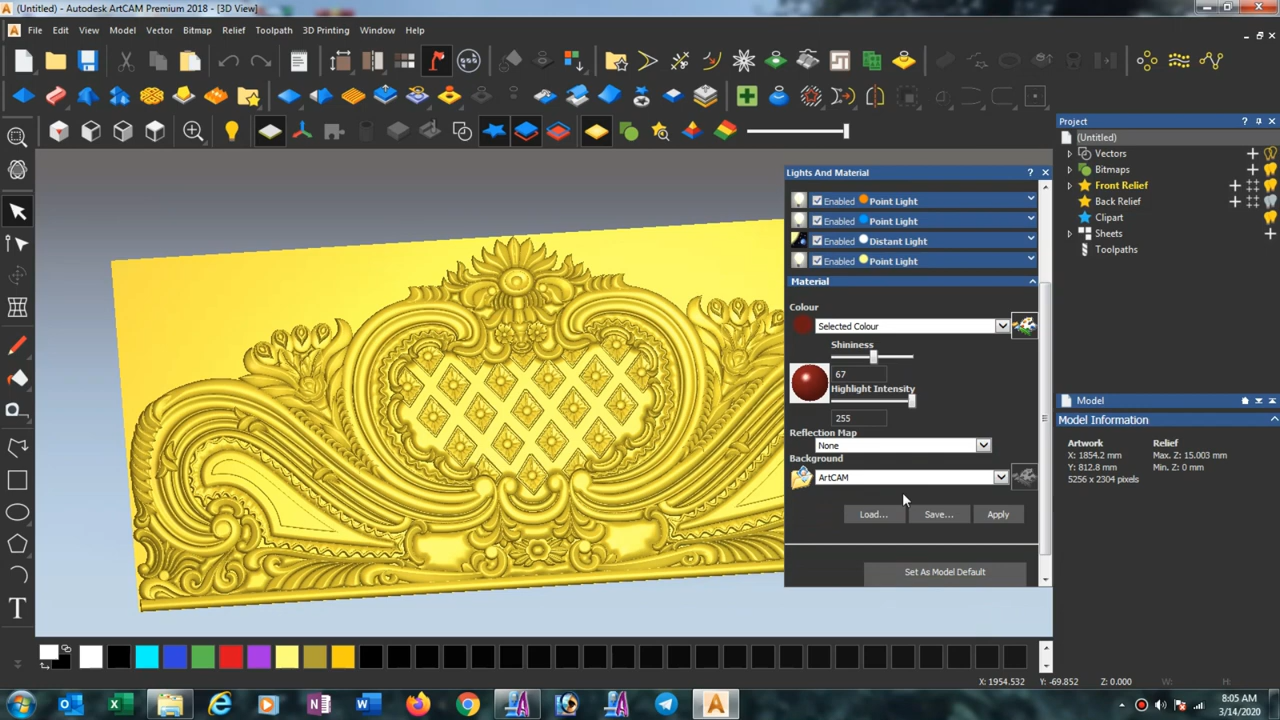 (Untitled) - Autodesk ArtCAM Premium 2018 - [3D View]
File Edit View Model Vector Bitmap Relief Toolpath 3D Printing Window Help
Lights And Material ?
Enabled Point Light
Enabled Point Light
Enabled Distant Light
Enabled Point Light
Material
Colour
Selected Colour
Shininess
67
Highlight Intensity
255
Reflection Map
None
Background
ArtCAM
Load... Save... Apply
Set As Model Default
Project ?
(Untitled)
Vectors
Bitmaps
Front Relief
Back Relief
Clipart
Sheets
Toolpaths
Model
Model Information
Artwork Relief
X: 1854.2 mm Max. Z: 15.003 mm
Y: 812.8 mm Min. Z: 0 mm
5256 x 2304 pixels
X: 1954.532 Y: -69.852 Z: 0.000 W: H:
8:05 AM
3/14/2020